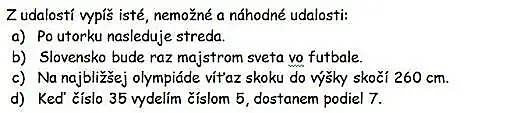 Z udalostí vypíš isté, nemožné a náhodné udalosti:
a) Po utorku nasleduje streda.
b) Slovensko bude raz majstrom sveta vo futbale.
c) Na najbližšej olympiáde víťaz skoku do výšky skočí 260 cm.
d) Keď číslo 35 vydelím číslom 5, dostanem podiel 7.